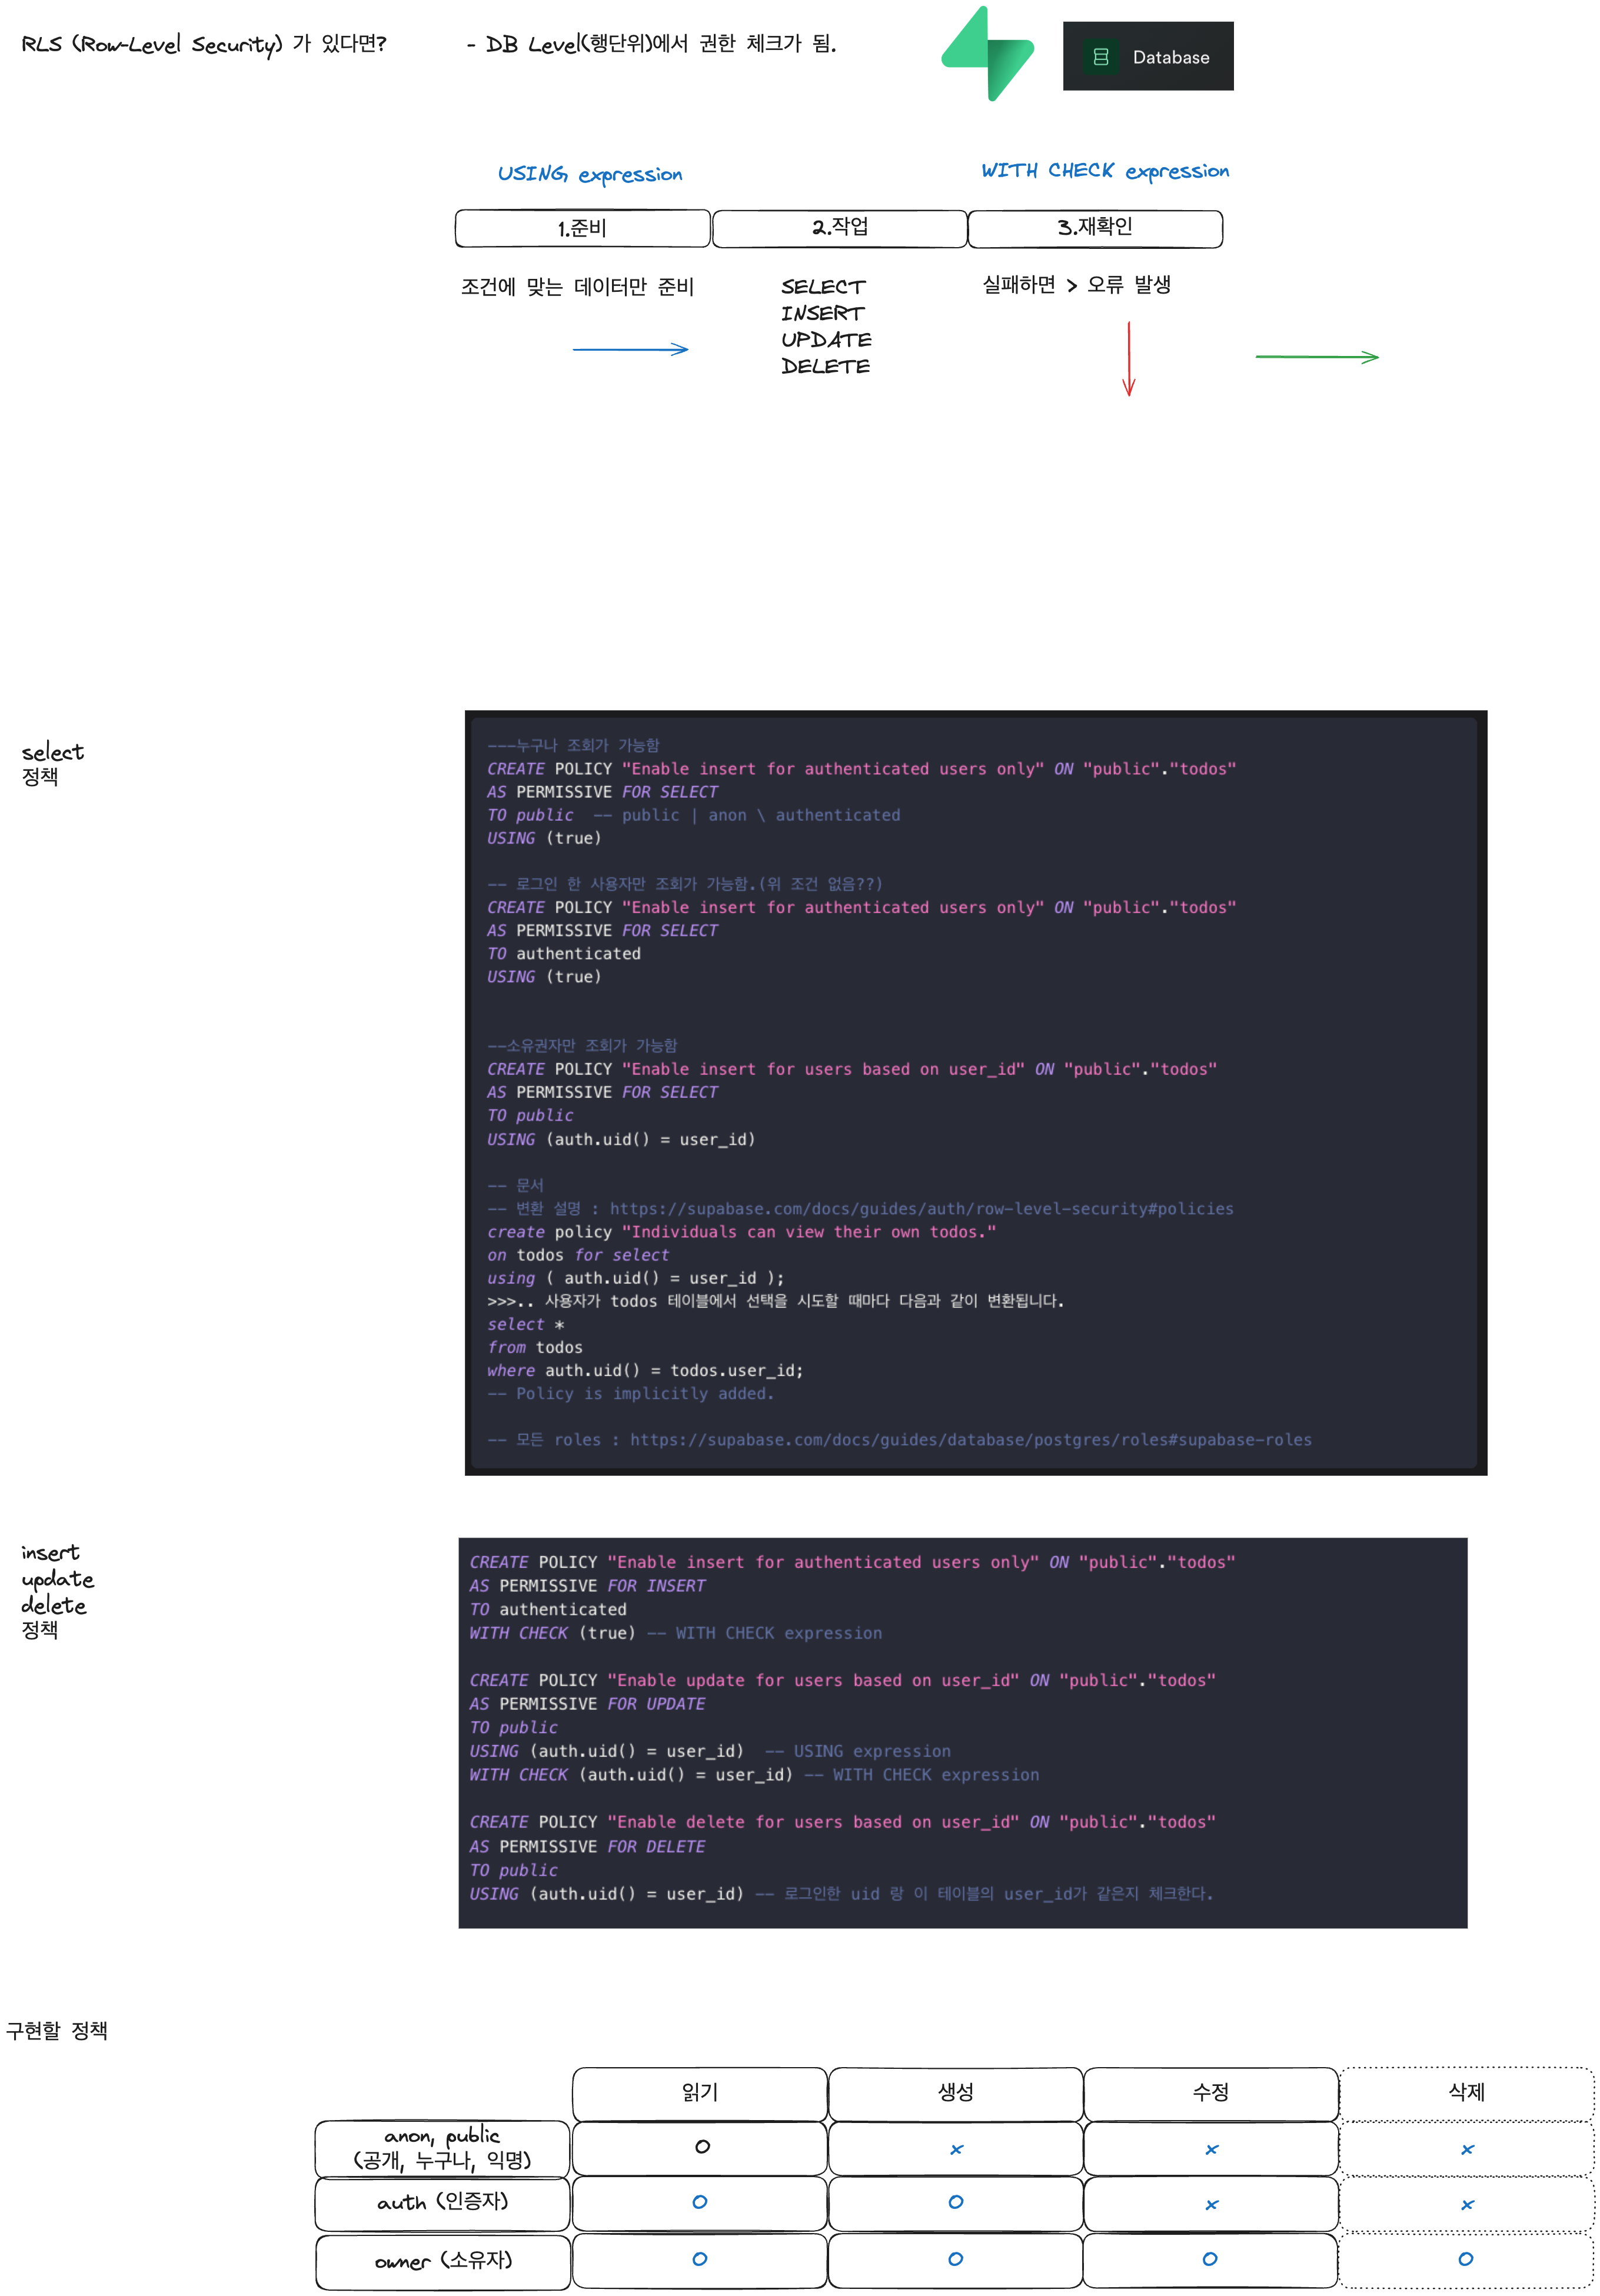 RLS (Row-Level Security) 가 있다면?
- DB Level(행단위)에서 권한 체크가 됨.
Database
USING expression
WITH CHECK expression
1.준비
2.작업
3.재확인
조건에 맞는 데이터만 준비
SELECT
INSERT
UPDATE
DELETE
실패하면 > 오류 발생
select
정책
---누구나 조회가 가능함
CREATE POLICY "Enable insert for authenticated users only" ON "public"."todos"
AS PERMISSIVE FOR SELECT
TO public  -- public | anon \ authenticated
USING (true)
-- 로그인 한 사용자만 조회가 가능함.(위 조건 없음??)
CREATE POLICY "Enable insert for authenticated users only" ON "public"."todos"
AS PERMISSIVE FOR SELECT
TO authenticated
USING (true)
--소유권자만 조회가 가능함
CREATE POLICY "Enable insert for users based on user_id" ON "public"."todos"
AS PERMISSIVE FOR SELECT
TO public
USING (auth.uid() = user_id)
-- 문서
-- 변환 설명 : https://supabase.com/docs/guides/auth/row-level-security#policies
create policy "Individuals can view their own todos."
on todos for select
using ( auth.uid() = user_id );
>>>.. 사용자가 todos 테이블에서 선택을 시도할 때마다 다음과 같이 변환됩니다.
select *
from todos
where auth.uid() = todos.user_id;
-- Policy is implicitly added.
-- 모든 roles : https://supabase.com/docs/guides/database/postgres/roles#supabase-roles
insert
update
delete
정책
CREATE POLICY "Enable insert for authenticated users only" ON "public"."todos"
AS PERMISSIVE FOR INSERT
TO authenticated
WITH CHECK (true) -- WITH CHECK expression
CREATE POLICY "Enable update for users based on user_id" ON "public"."todos"
AS PERMISSIVE FOR UPDATE
TO public
USING (auth.uid() = user_id)  -- USING expression
WITH CHECK (auth.uid() = user_id) -- WITH CHECK expression
CREATE POLICY "Enable delete for users based on user_id" ON "public"."todos"
AS PERMISSIVE FOR DELETE
TO public
USING (auth.uid() = user_id) -- 로그인한 uid 랑 이 테이블의 user_id가 같은지 체크한다.
구현할 정책
읽기 생성 수정 삭제
anon, public
(공개, 누구나, 익명) O x x x
auth (인증자) O O x x
owner (소유자) O O O O